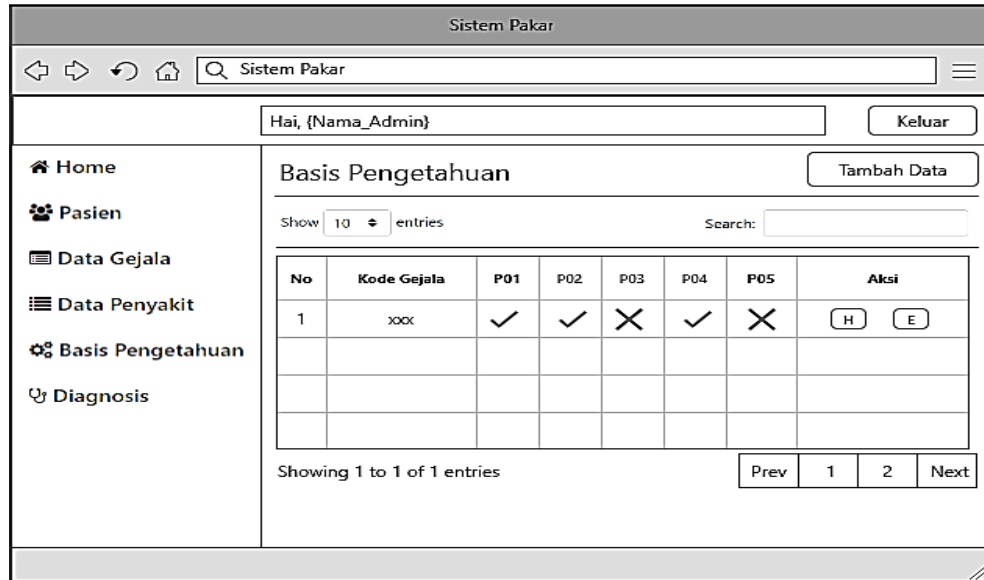 Sistem Pakar
Sistem Pakar
Hai, {Nama_Admin}
Keluar
Home
Pasien
Data Gejala
Data Penyakit
Basis Pengetahuan
Diagnosis
Basis Pengetahuan
Tambah Data
Show 10 entries
Search:
No Kode Gejala P01 P02 P03 P04 P05 Aksi
1 xxx H E
Showing 1 to 1 of 1 entries
Prev 1 2 Next